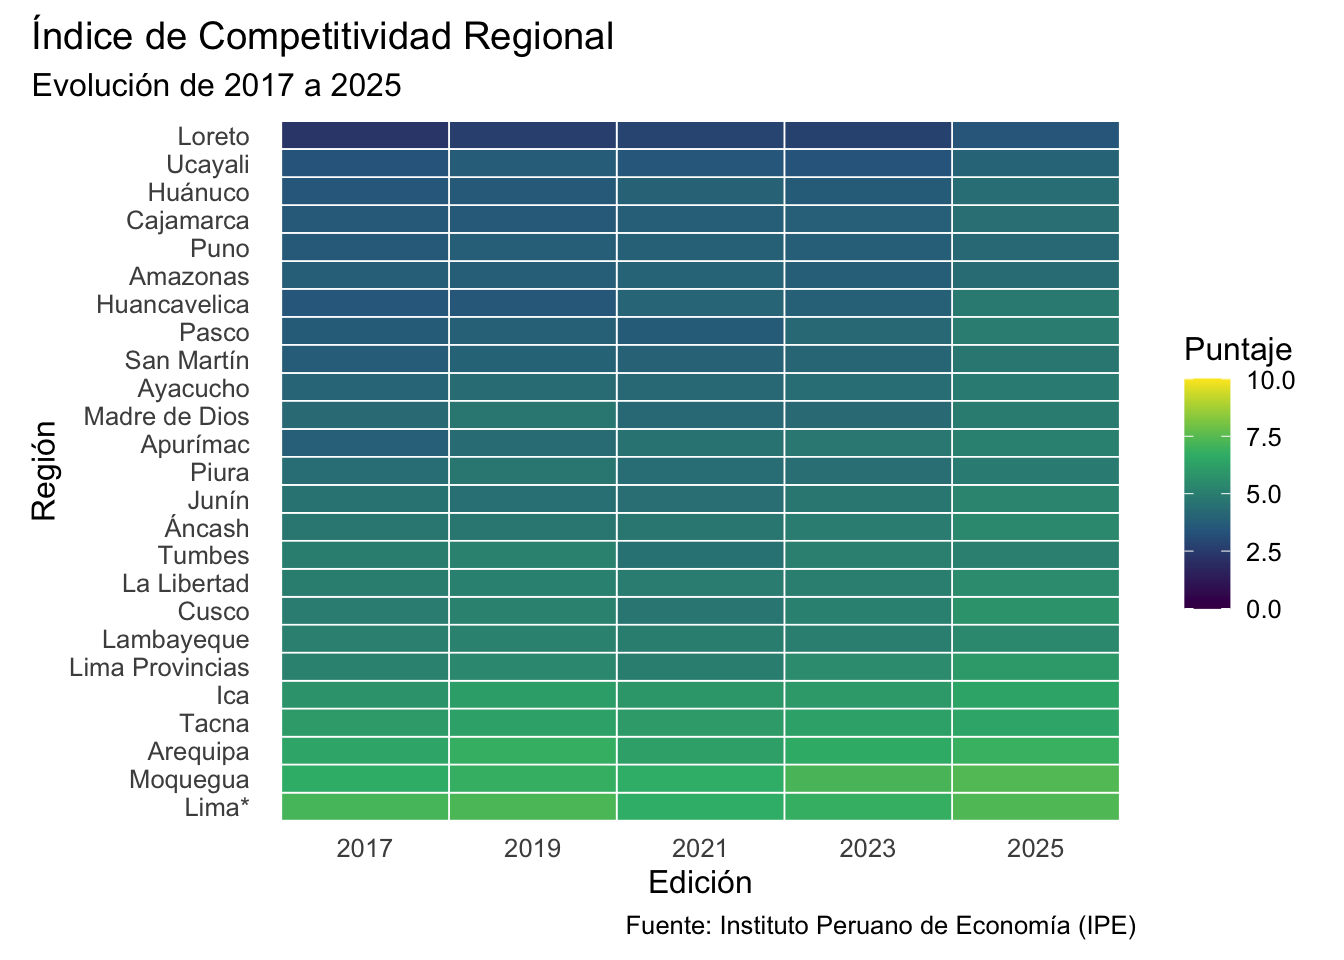 Índice de Competitividad Regional
Evolución de 2017 a 2025
Región
Loreto
Ucayali
Huánuco
Cajamarca
Puno
Amazonas
Huancavelica
Pasco
San Martín
Ayacucho
Madre de Dios
Apurímac
Piura
Junín
Áncash
Tumbes
La Libertad
Cusco
Lambayeque
Lima Provincias
Ica
Tacna
Arequipa
Moquegua
Lima*
2017 2019 2021 2023 2025
Edición
Puntaje
10.0
7.5
5.0
2.5
0.0
Fuente: Instituto Peruano de Economía (IPE)